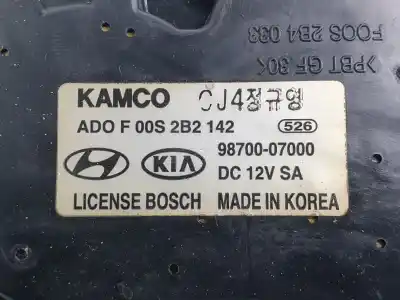 FOOS 2B4 033
>PBT GF 30<
KAMCO CJ4정규영
ADO F 00S 2B2 142 526
KIA 98700-07000
DC 12V SA
LICENSE BOSCH MADE IN KOREA